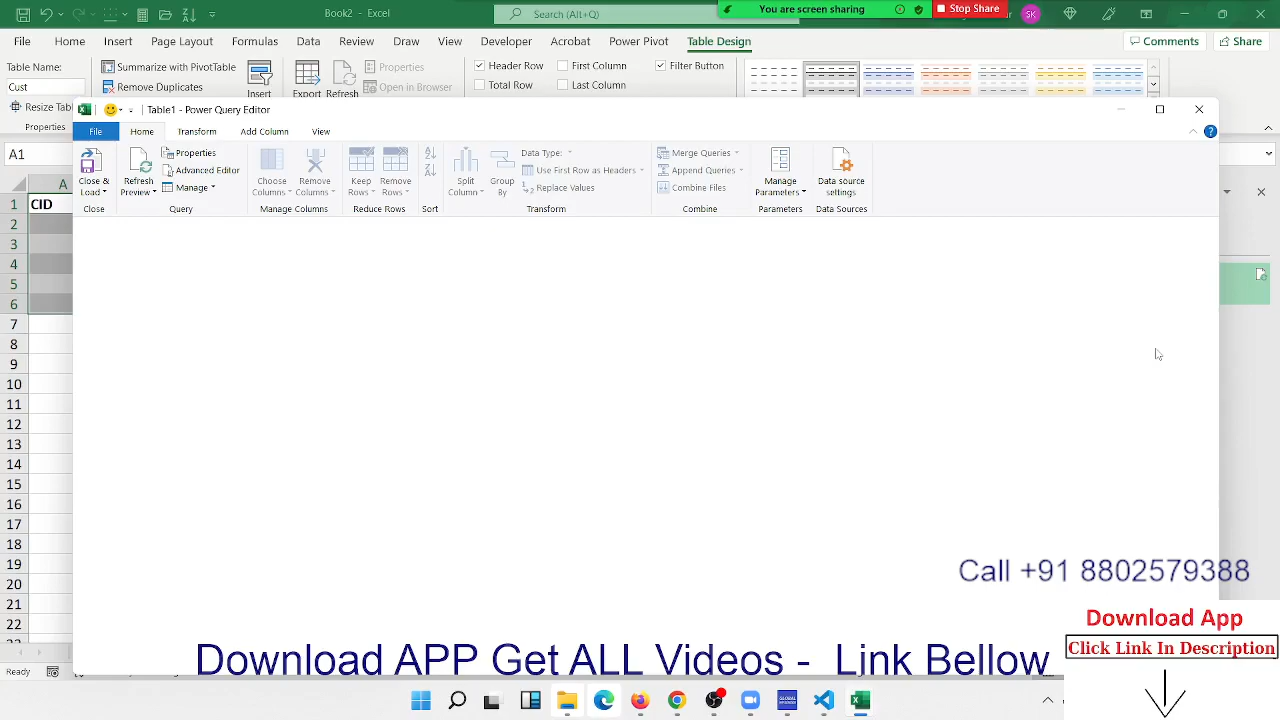 Book2 - Excel
Search (Alt+Q)
You are screen sharing
Stop Share
SK
File Home Insert Page Layout Formulas Data Review Draw View Developer Acrobat Power Pivot Table Design
Comments Share
Table Name:
Cust
Resize Tab
Properties
Summarize with PivotTable
Insert
Export
Refresh
Properties
Open in Browser
Header Row First Column Filter Button
Total Row Last Column
Table1 - Power Query Editor
File Home Transform Add Column View
Close & Load
Close
Refresh Preview
Properties
Advanced Editor
Manage
Query
Choose Columns
Remove Columns
Manage Columns
Keep Rows
Remove Rows
Reduce Rows
Sort
Split Column
Group By
Data Type:
Use First Row as Headers
Replace Values
Transform
Merge Queries
Append Queries
Combine Files
Combine
Manage Parameters
Parameters
Data source settings
Data Sources
A1
A
1 CID
2
3
4
5
6
7
8
9
10
11
12
13
14
15
16
17
18
19
20
21
22
Ready
Call +91 8802579388
Download App
Click Link In Description
Download APP Get ALL Videos - Link Bellow